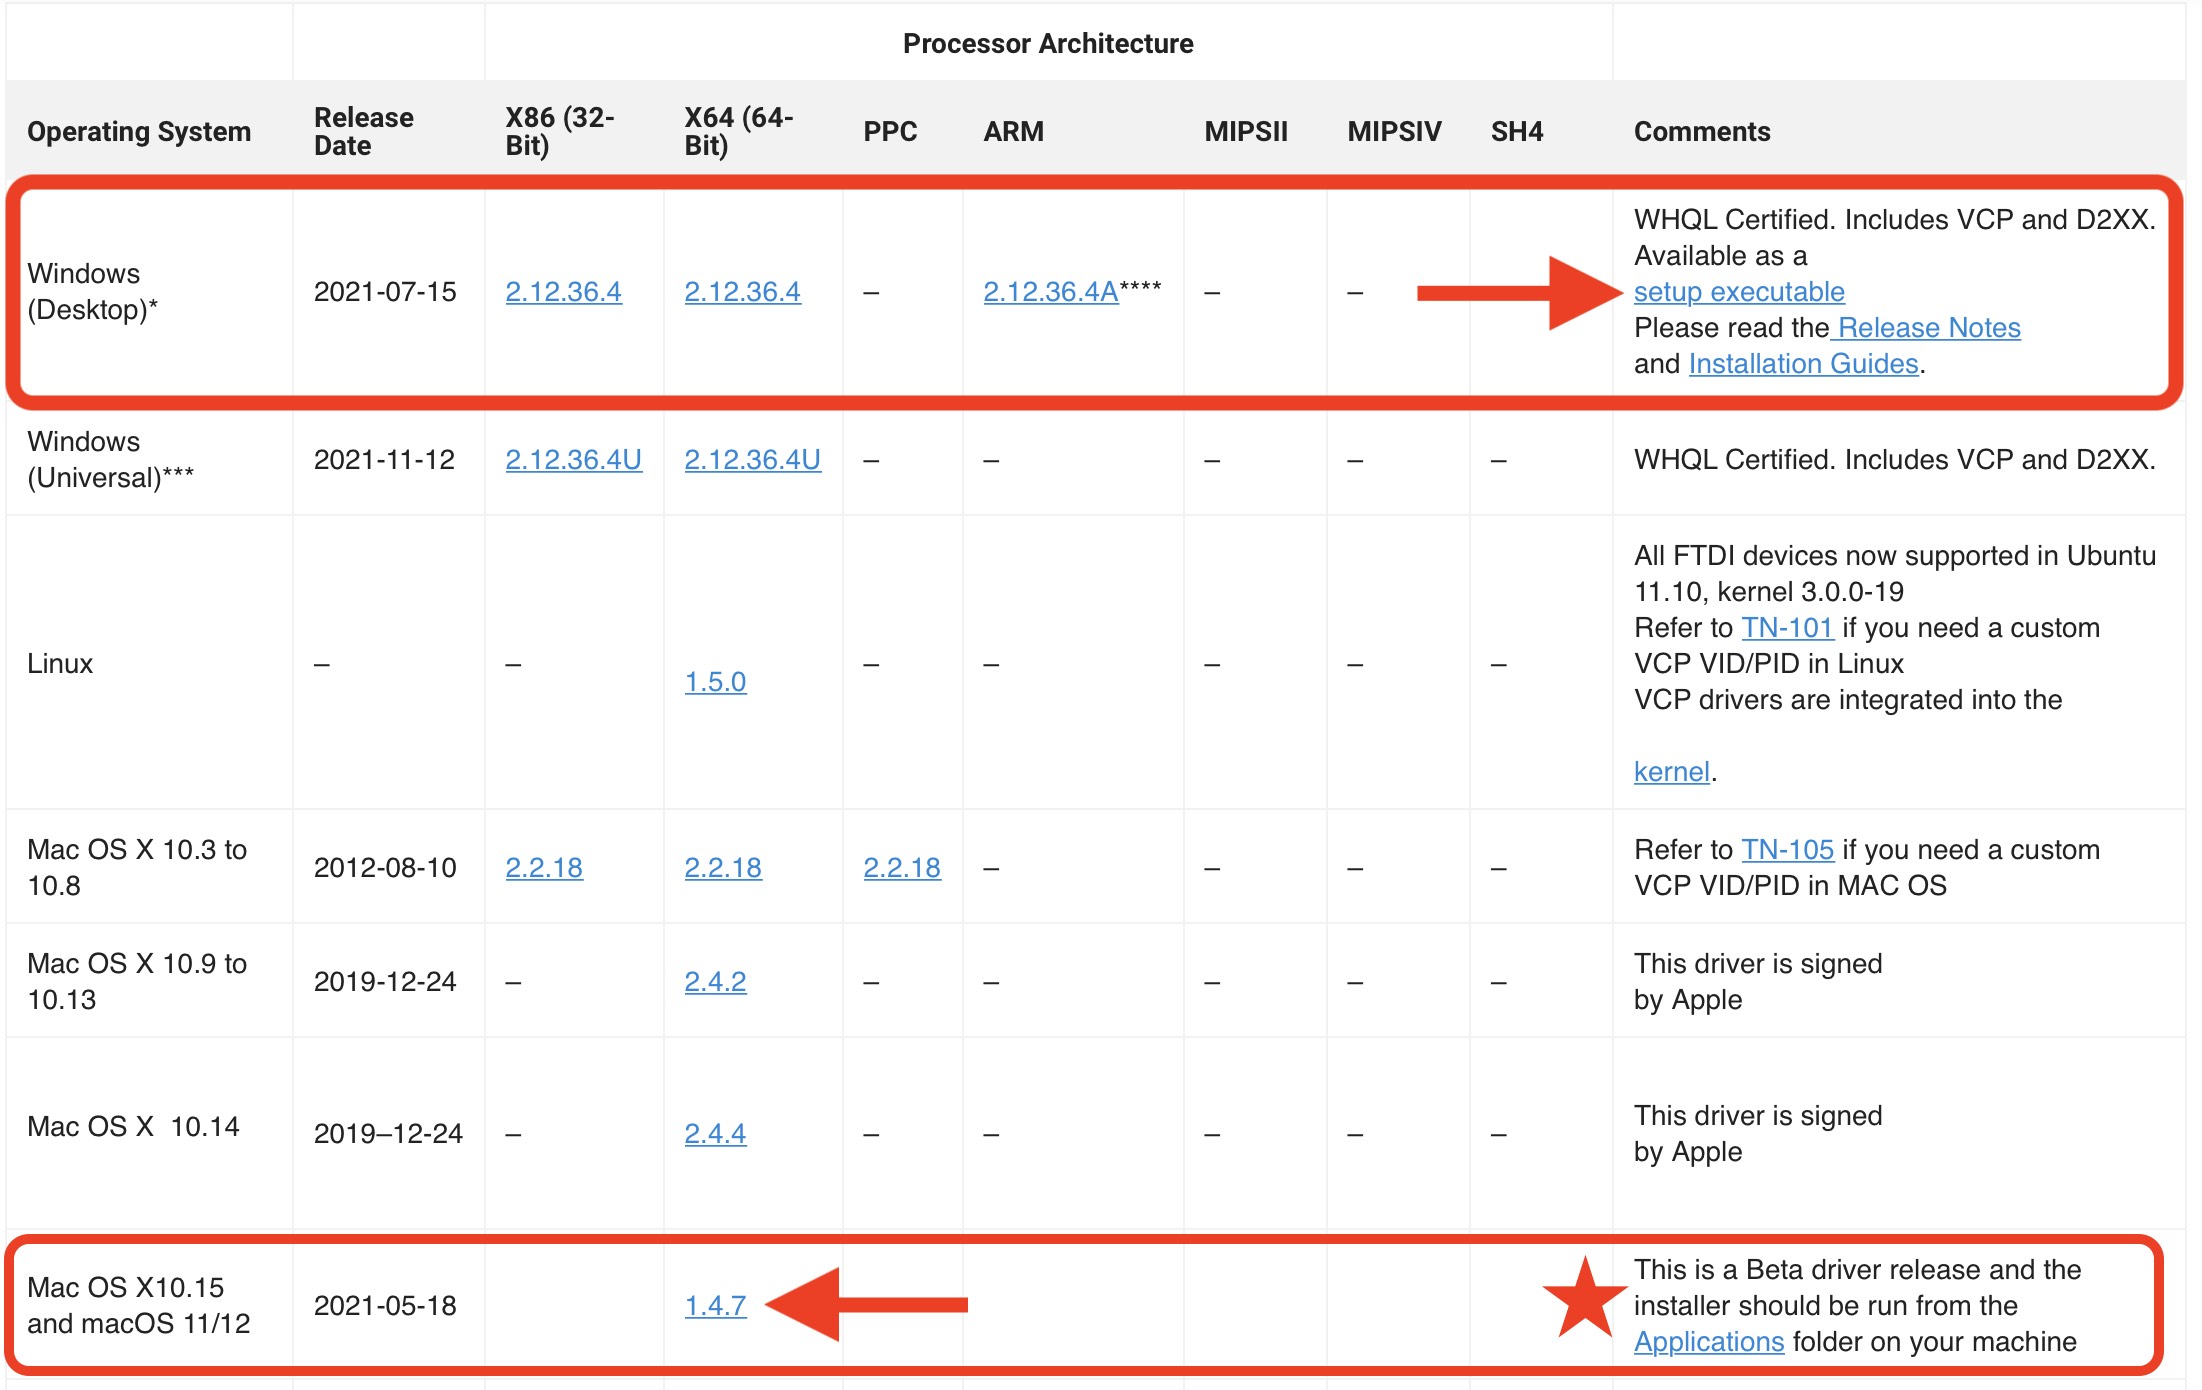 Processor Architecture
Operating System
Release
Date
X86 (32-
Bit)
X64 (64-
Bit)
PPC
ARM
MIPSII
MIPSIV
SH4
Comments
Windows
(Desktop)*
2021-07-15
2.12.36.4
2.12.36.4
–
2.12.36.4A****
–
–
WHQL Certified. Includes VCP and D2XX.
Available as a
setup executable
Please read the Release Notes
and Installation Guides.
Windows
(Universal)***
2021-11-12
2.12.36.4U
2.12.36.4U
–
–
–
–
–
WHQL Certified. Includes VCP and D2XX.
Linux
–
–
1.5.0
–
–
–
–
–
All FTDI devices now supported in Ubuntu
11.10, kernel 3.0.0-19
Refer to TN-101 if you need a custom
VCP VID/PID in Linux
VCP drivers are integrated into the
kernel.
Mac OS X 10.3 to
10.8
2012-08-10
2.2.18
2.2.18
2.2.18
–
–
–
–
Refer to TN-105 if you need a custom
VCP VID/PID in MAC OS
Mac OS X 10.9 to
10.13
2019-12-24
–
2.4.2
–
–
–
–
–
This driver is signed
by Apple
Mac OS X  10.14
2019–12-24
–
2.4.4
–
–
–
–
–
This driver is signed
by Apple
Mac OS X10.15
and macOS 11/12
2021-05-18
1.4.7
This is a Beta driver release and the
installer should be run from the
Applications folder on your machine